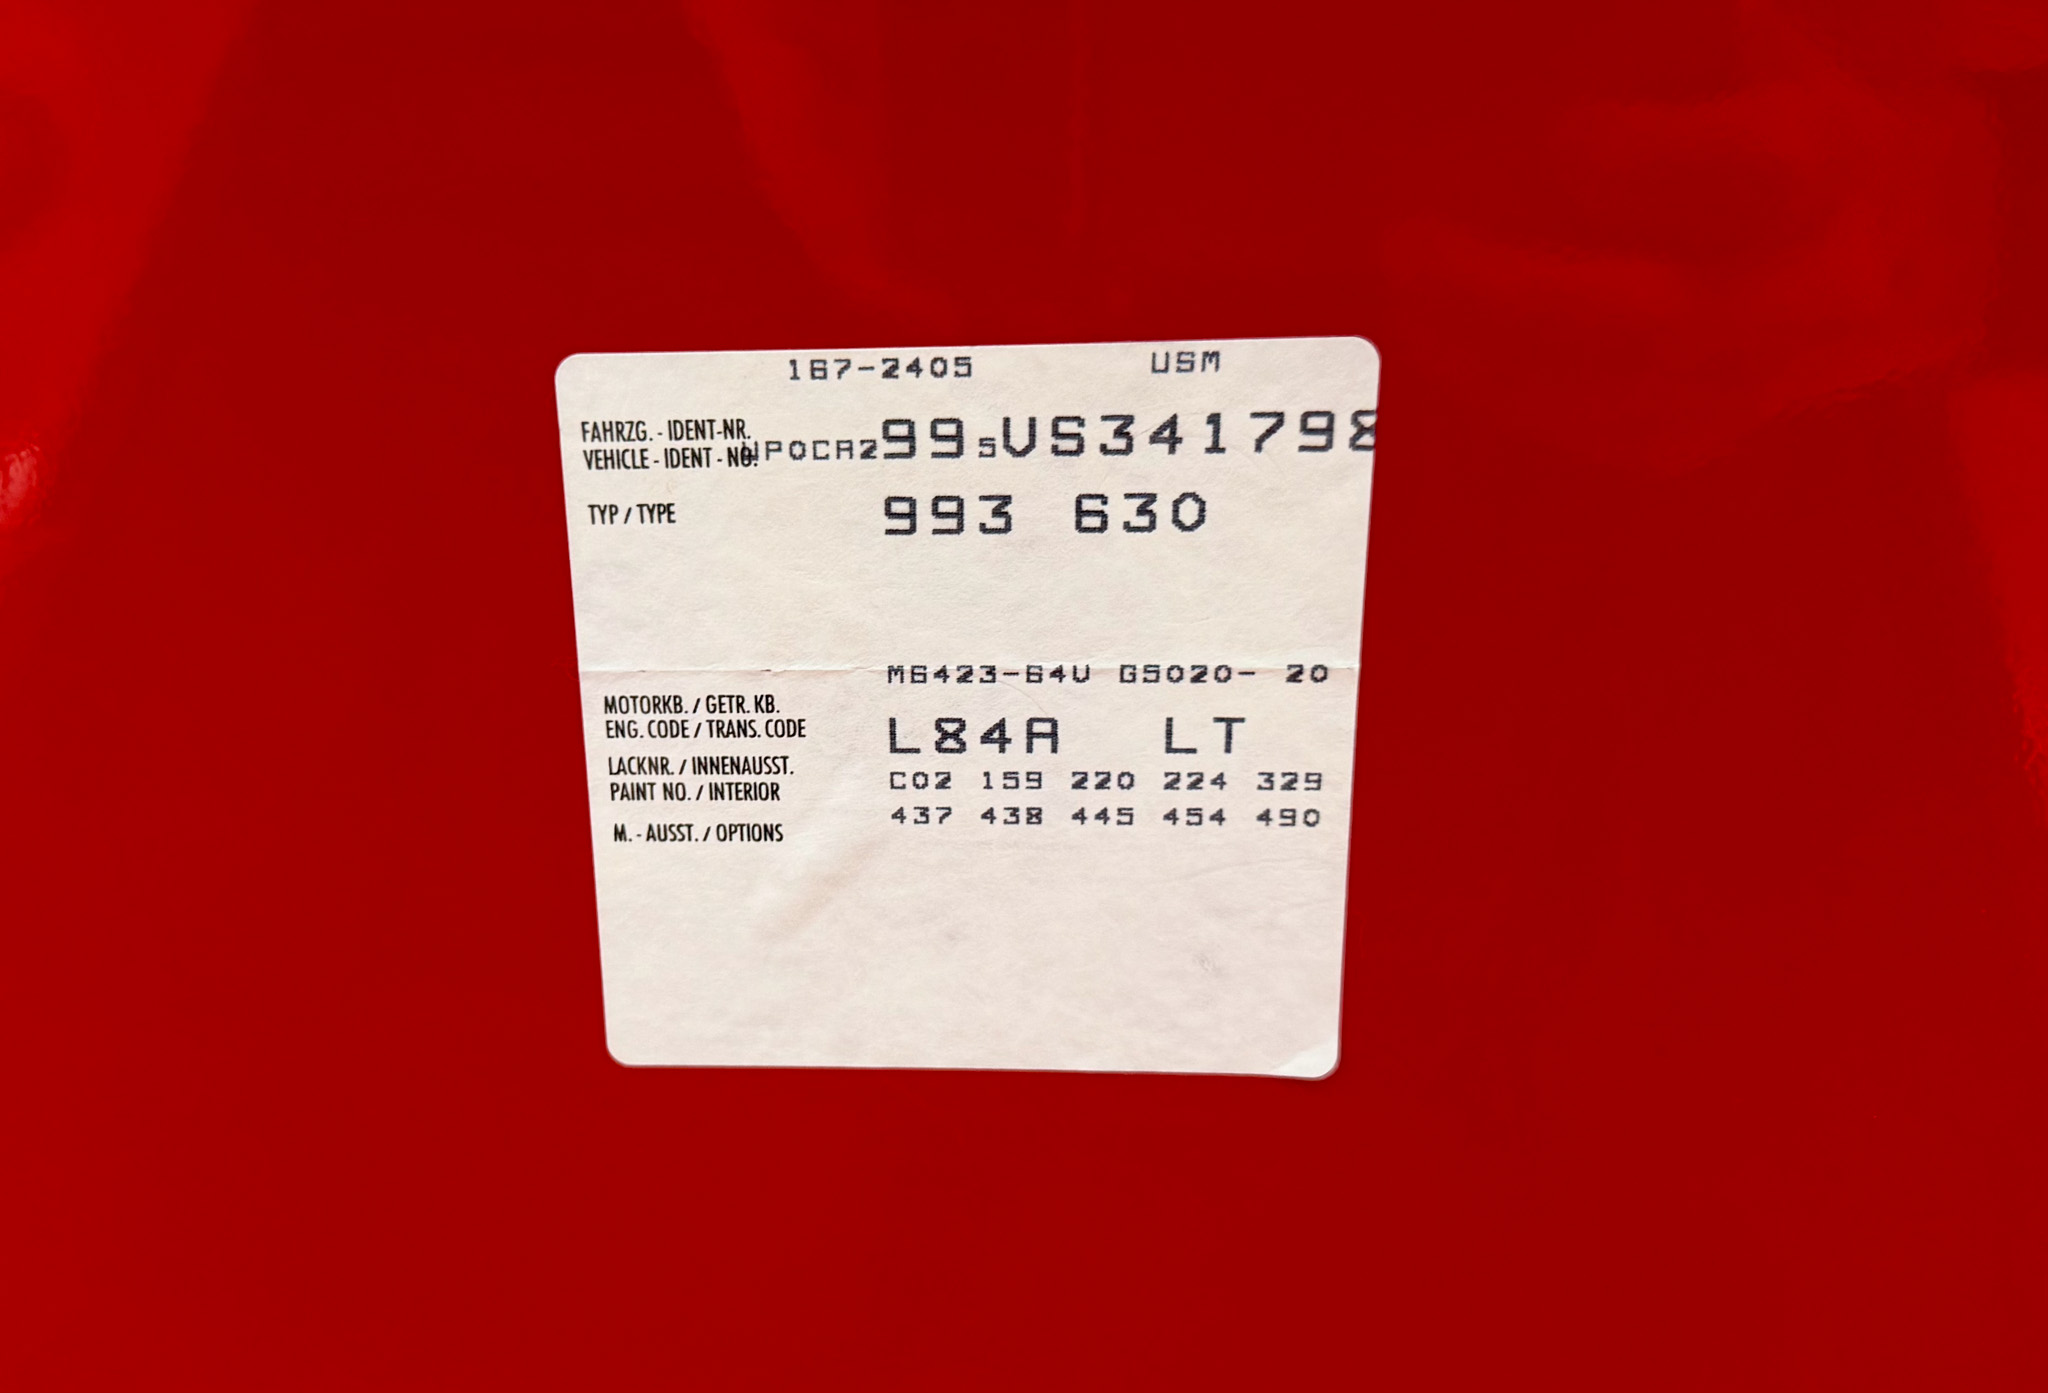 167-2405 USM
FAHRZG. - IDENT-NR.
VEHICLE - IDENT - NO. WP0CA2995VS341798
TYP / TYPE 993 630
M6423-64V G5020- 20
MOTORKB. / GETR. KB.
ENG. CODE / TRANS. CODE L84A LT
LACKNR. / INNENAUSST. C02 159 220 224 329
PAINT NO. / INTERIOR
437 438 445 454 490
M. - AUSST. / OPTIONS